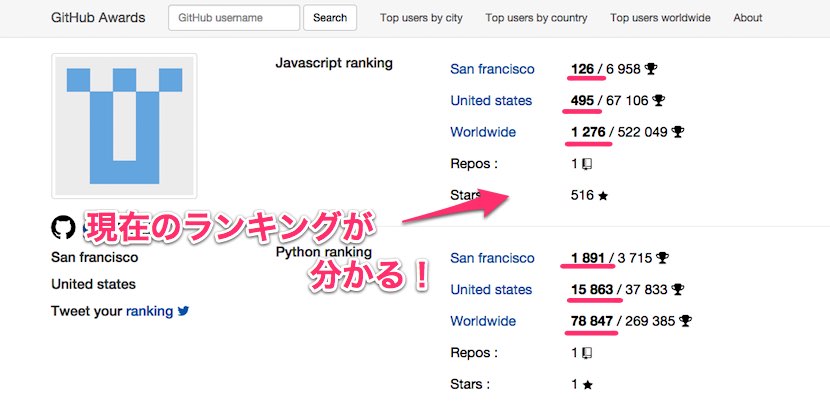 GitHub Awards GitHub username Search Top users by city Top users by country Top users worldwide About
Javascript ranking
San francisco 126 / 6 958
United states 495 / 67 106
Worldwide 1 276 / 522 049
Repos : 1
Stars 516
現在のランキングが
分かる！
San francisco
United states
Tweet your ranking
Python ranking
San francisco 1 891 / 3 715
United states 15 863 / 37 833
Worldwide 78 847 / 269 385
Repos : 1
Stars : 1